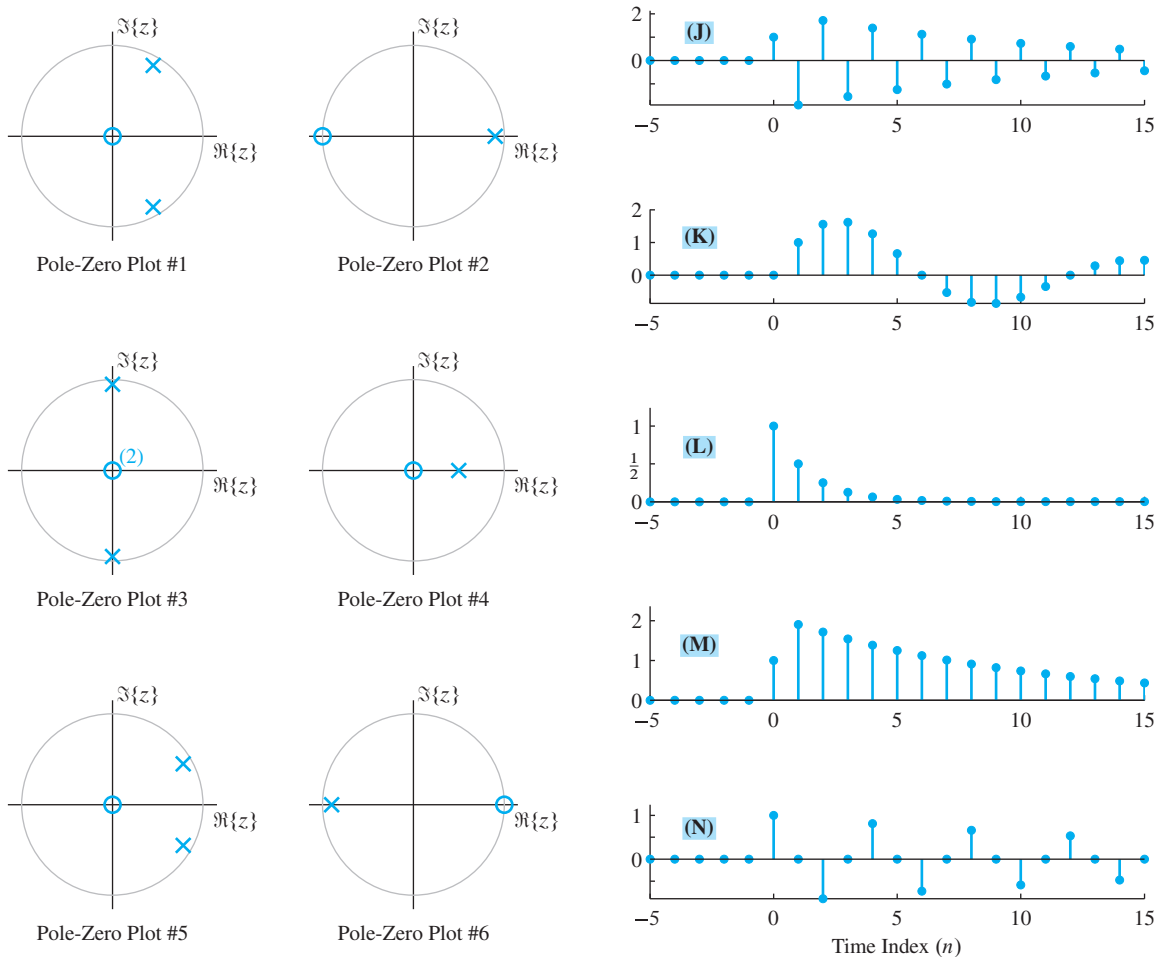 ℑ{z}
ℜ{z}
Pole-Zero Plot #1
ℑ{z}
ℜ{z}
Pole-Zero Plot #2
ℑ{z}
(2)
ℜ{z}
Pole-Zero Plot #3
ℑ{z}
ℜ{z}
Pole-Zero Plot #4
ℑ{z}
ℜ{z}
Pole-Zero Plot #5
ℑ{z}
ℜ{z}
Pole-Zero Plot #6
(J)
2
0
−5 0 5 10 15
(K)
2
1
0
−5 0 5 10 15
(L)
1
1/2
0
−5 0 5 10 15
(M)
2
1
0
−5 0 5 10 15
(N)
1
0
−5 0 5 10 15
Time Index (n)